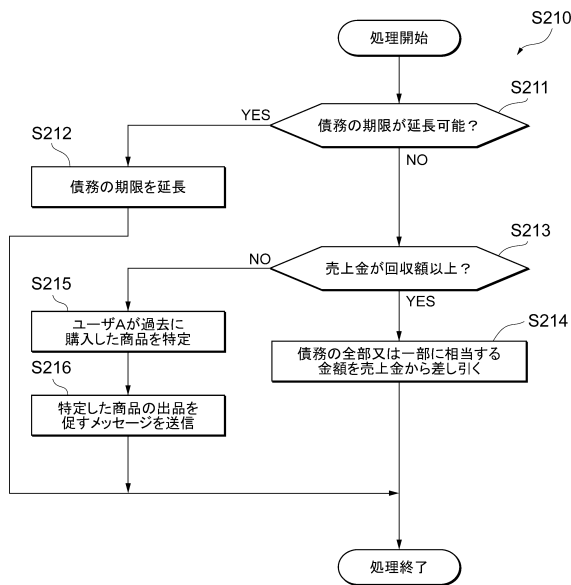 S210
処理開始
S211
債務の期限が延長可能？
YES
NO
S212
債務の期限を延長
S213
売上金が回収額以上？
NO
YES
S215
ユーザAが過去に
購入した商品を特定
S214
債務の全部又は一部に相当する
金額を売上金から差し引く
S216
特定した商品の出品を
促すメッセージを送信
処理終了